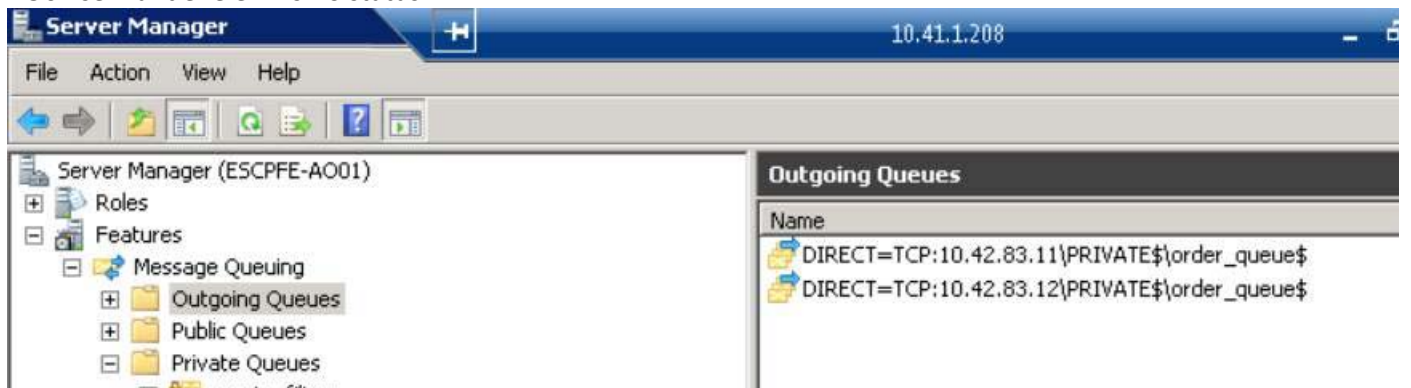 Server Manager
10.41.1.208
File Action View Help
Server Manager (ESCPFE-AO01)
Roles
Features
Message Queuing
Outgoing Queues
Public Queues
Private Queues
Outgoing Queues
Name
DIRECT=TCP:10.42.83.11\PRIVATE$\order_queue$
DIRECT=TCP:10.42.83.12\PRIVATE$\order_queue$